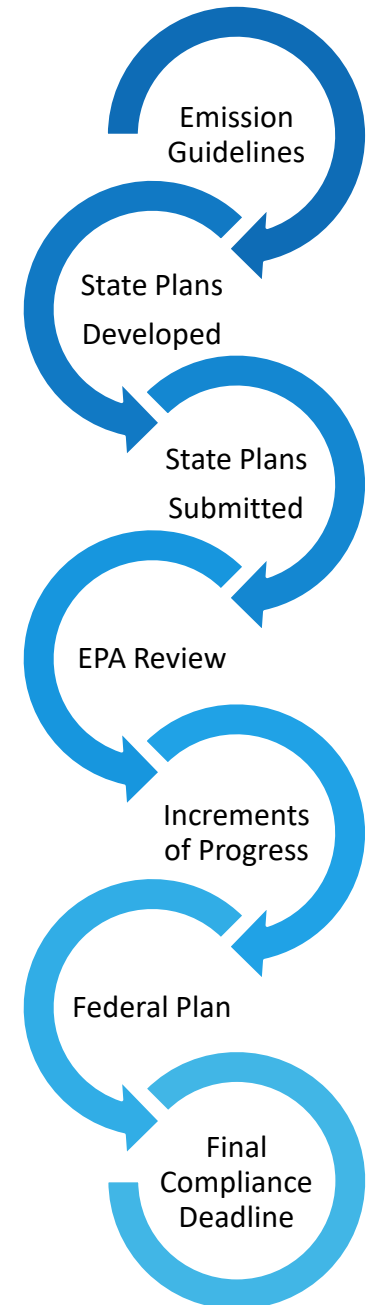 Emission
Guidelines
State Plans
Developed
State Plans
Submitted
EPA Review
Increments
of Progress
Federal Plan
Final
Compliance
Deadline